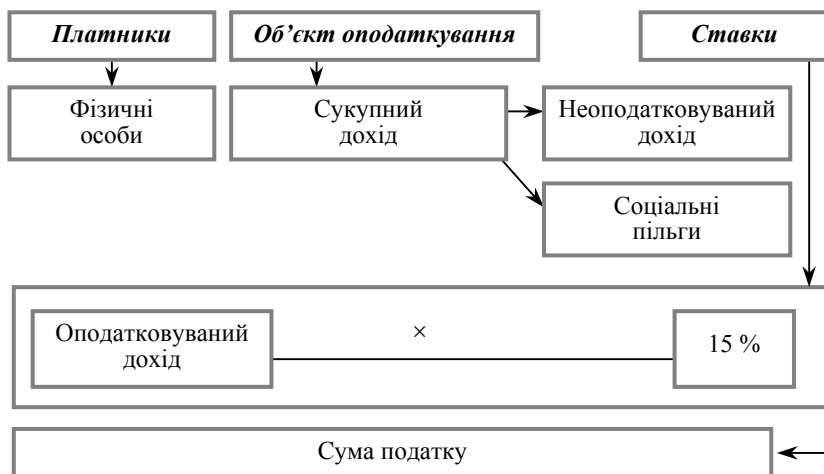 Платники
Об’єкт оподаткування
Ставки
Фізичні
особи
Сукупний
дохід
Неоподатковуваний
дохід
Соціальні
пільги
Оподатковуваний
дохід
×
15 %
Сума податку